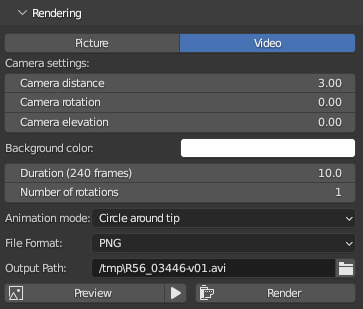 Rendering
Picture Video
Camera settings:
Camera distance 3.00
Camera rotation 0.00
Camera elevation 0.00
Background color:
Duration (240 frames) 10.0
Number of rotations 1
Animation mode: Circle around tip
File Format: PNG
Output Path: /tmp\R56_03446-v01.avi
Preview Render